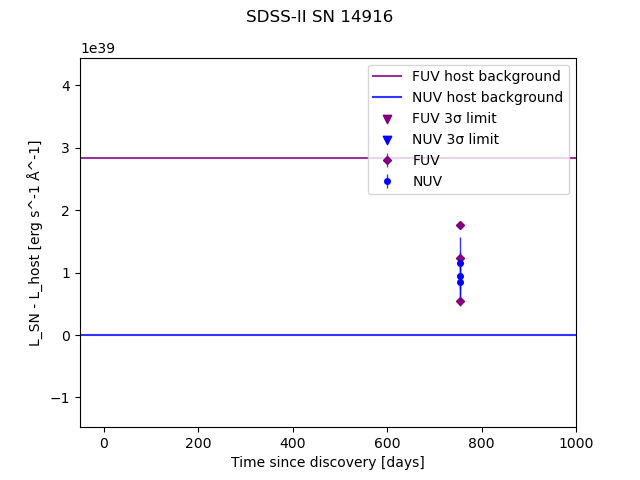 SDSS-II SN 14916
1e39
FUV host background
NUV host background
FUV 3σ limit
NUV 3σ limit
FUV
NUV
4
3
2
1
0
−1
L_SN - L_host [erg s^-1 Å^-1]
0 200 400 600 800 1000
Time since discovery [days]